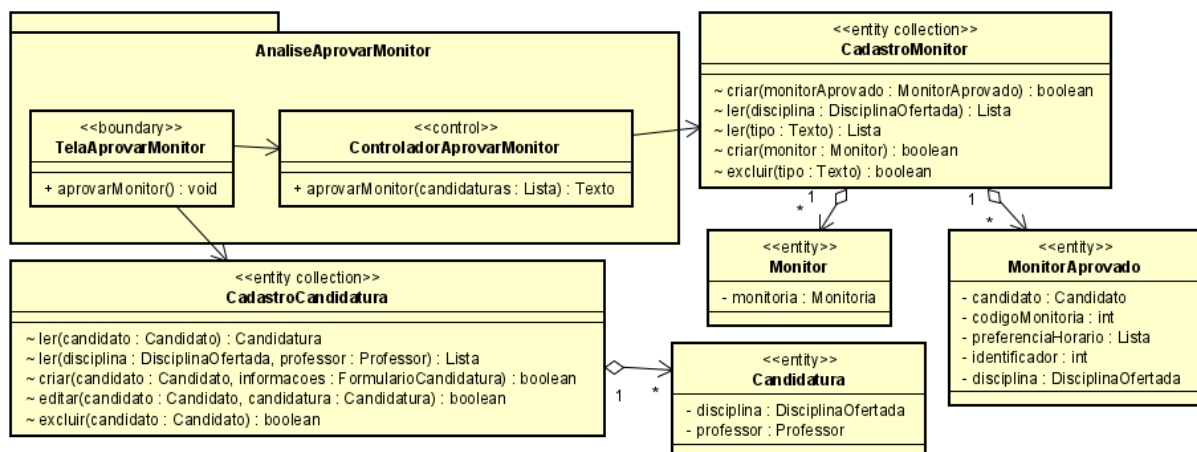 AnaliseAprovarMonitor
<<boundary>>
TelaAprovarMonitor
+ aprovarMonitor() : void
<<control>>
ControladorAprovarMonitor
+ aprovarMonitor(candidaturas : Lista) : Texto
<<entity collection>>
CadastroMonitor
~ criar(monitorAprovado : MonitorAprovado) : boolean
~ ler(disciplina : DisciplinaOfertada) : Lista
~ ler(tipo : Texto) : Lista
~ criar(monitor : Monitor) : boolean
~ excluir(tipo : Texto) : boolean
1
*
1
*
<<entity>>
Monitor
- monitoria : Monitoria
<<entity>>
MonitorAprovado
- candidato : Candidato
- codigoMonitoria : int
- preferenciaHorario : Lista
- identificador : int
- disciplina : DisciplinaOfertada
<<entity collection>>
CadastroCandidatura
~ ler(candidato : Candidato) : Candidatura
~ ler(disciplina : DisciplinaOfertada, professor : Professor) : Lista
~ criar(candidato : Candidato, informacoes : FormularioCandidatura) : boolean
~ editar(candidato : Candidato, candidatura : Candidatura) : boolean
~ excluir(candidato : Candidato) : boolean
1
*
<<entity>>
Candidatura
- disciplina : DisciplinaOfertada
- professor : Professor